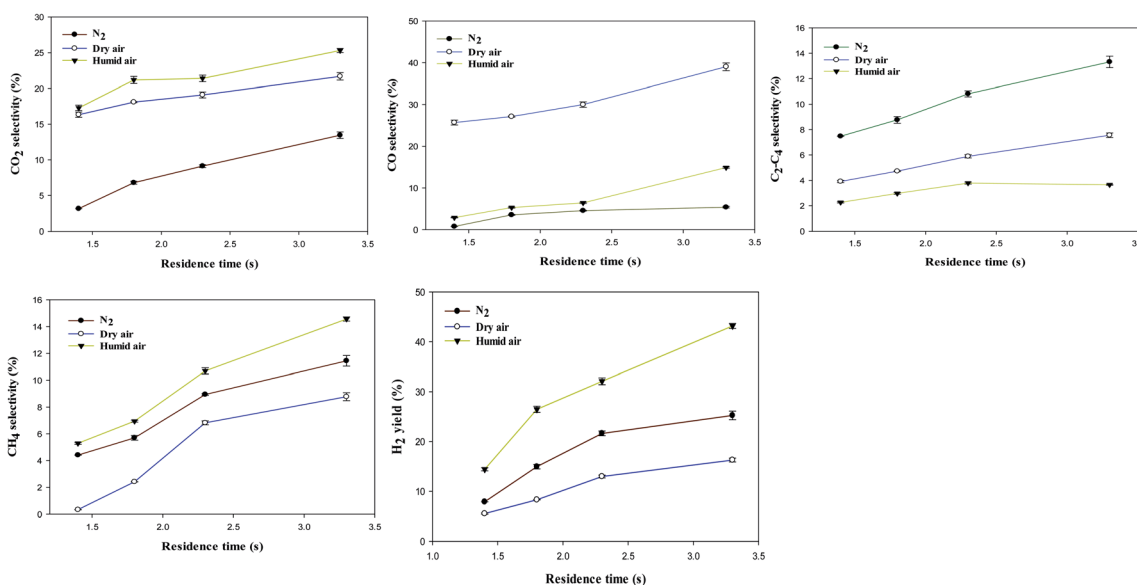 30
25
20
15
10
5
0
CO2 selectivity (%)
N2
Dry air
Humid air
1.5 2.0 2.5 3.0 3.5
Residence time (s)
50
40
30
20
10
0
CO selectivity (%)
N2
Dry air
Humid air
1.5 2.0 2.5 3.0 3.5
Residence time (s)
16
14
12
10
8
6
4
2
0
C2-C4 selectivity (%)
N2
Dry air
Humid air
1.5 2.0 2.5 3.0 3.5
Residence time (s)
16
14
12
10
8
6
4
2
0
CH4 selectivity (%)
N2
Dry air
Humid air
1.5 2.0 2.5 3.0 3.5
Residence time (s)
50
40
30
20
10
0
H2 yield (%)
N2
Dry air
Humid air
1.0 1.5 2.0 2.5 3.0 3.5
Residence time (s)